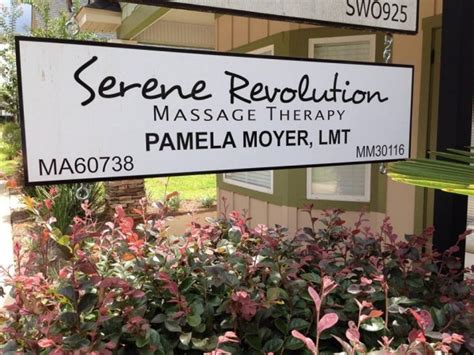 SWO925
Serene Revolution
MASSAGE THERAPY
PAMELA MOYER, LMT
MA60738
MM30116